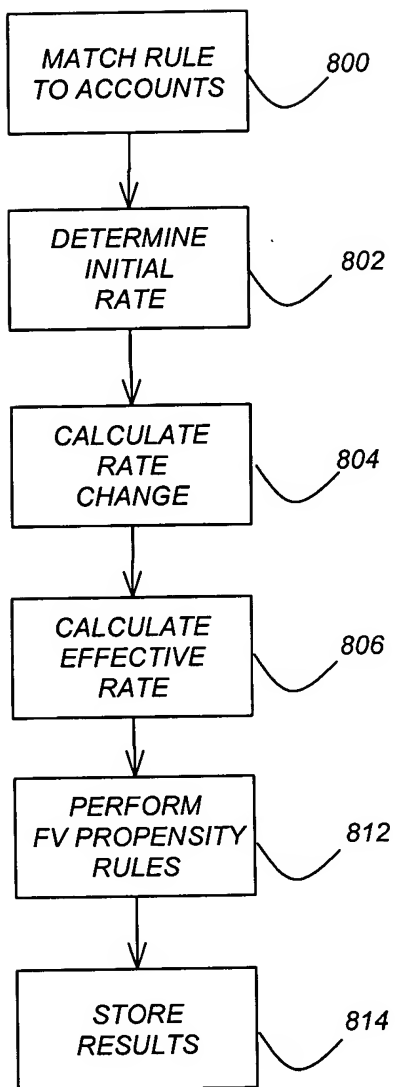 MATCH RULE
TO ACCOUNTS
800
DETERMINE
INITIAL
RATE
802
CALCULATE
RATE
CHANGE
804
CALCULATE
EFFECTIVE
RATE
806
PERFORM
FV PROPENSITY
RULES
812
STORE
RESULTS
814